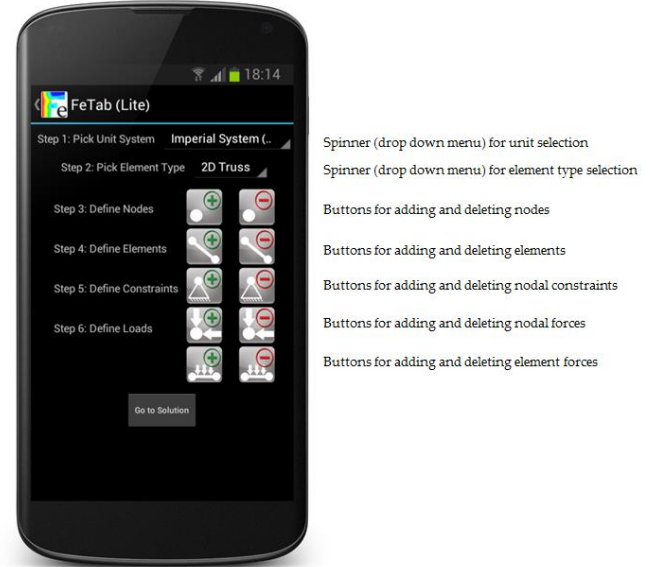 18:14
FeTab (Lite)
Step 1: Pick Unit System Imperial System (.. Spinner (drop down menu) for unit selection
Step 2: Pick Element Type 2D Truss Spinner (drop down menu) for element type selection
Step 3: Define Nodes Buttons for adding and deleting nodes
Step 4: Define Elements Buttons for adding and deleting elements
Step 5: Define Constraints Buttons for adding and deleting nodal constraints
Step 6: Define Loads Buttons for adding and deleting nodal forces
Buttons for adding and deleting element forces
Go to Solution